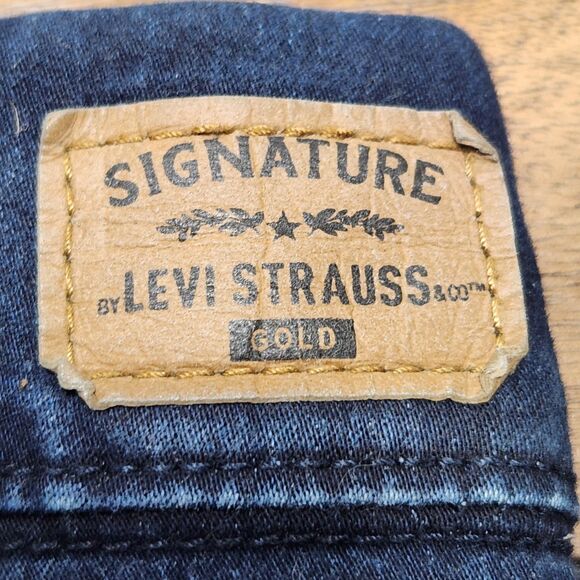 SIGNATURE
BY LEVI STRAUSS & CO™
GOLD